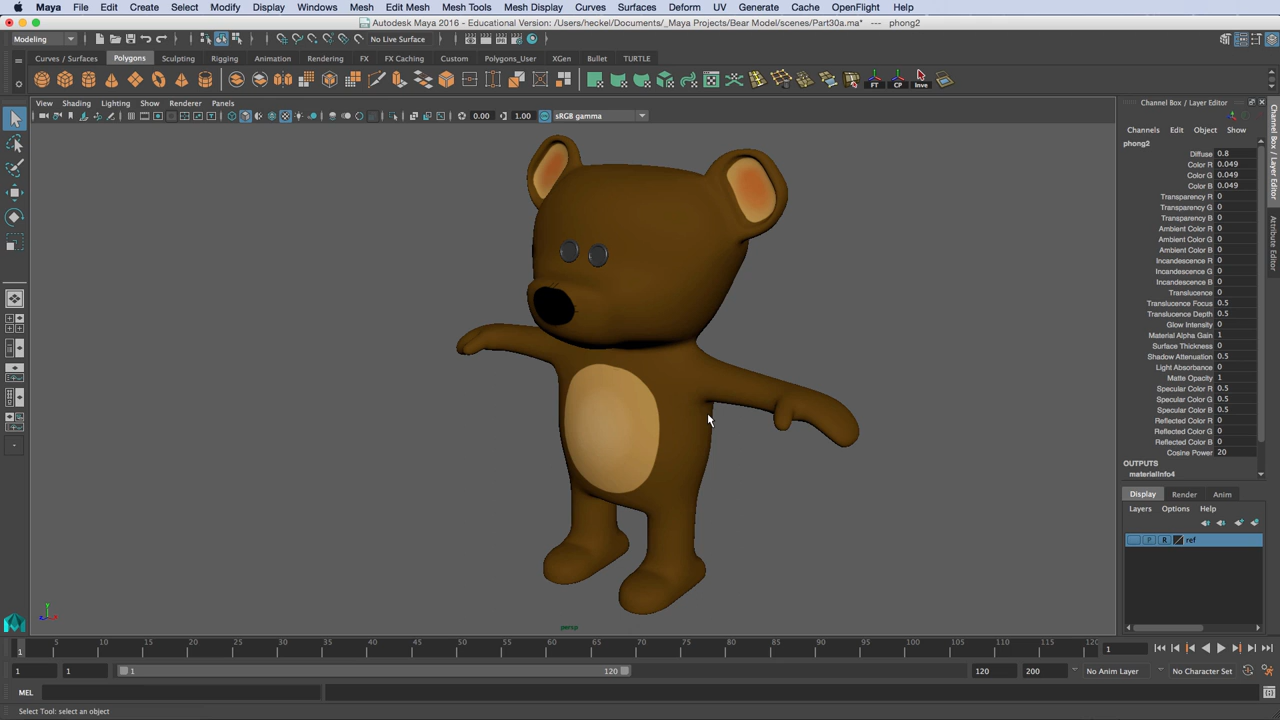 Maya File Edit Create Select Modify Display Windows Mesh Edit Mesh Mesh Tools Mesh Display Curves Surfaces Deform UV Generate Cache OpenFlight Help
Autodesk Maya 2016 - Educational Version: /Users/heckel/Documents/_Maya Projects/Bear Model/scenes/Part30a.ma* --- phong2
Modeling No Live Surface
Curves / Surfaces Polygons Sculpting Rigging Animation Rendering FX FX Caching Custom Polygons_User XGen Bullet TURTLE
FT CP Inve
View Shading Lighting Show Renderer Panels
0.00 1.00 sRGB gamma
persp
Channel Box / Layer Editor
Channels Edit Object Show
phong2
Diffuse 0.8
Color R 0.049
Color G 0.049
Color B 0.049
Transparency R 0
Transparency G 0
Transparency B 0
Ambient Color R 0
Ambient Color G 0
Ambient Color B 0
Incandescence R 0
Incandescence G 0
Incandescence B 0
Translucence 0
Translucence Focus 0.5
Translucence Depth 0.5
Glow Intensity 0
Material Alpha Gain 1
Surface Thickness 0
Shadow Attenuation 0.5
Light Absorbance 0
Matte Opacity 1
Specular Color R 0.5
Specular Color G 0.5
Specular Color B 0.5
Reflected Color R 0
Reflected Color G 0
Reflected Color B 0
Cosine Power 20
OUTPUTS
materialInfo4
Display Render Anim
Layers Options Help
P R ref
Channel Box / Layer Editor
Attribute Editor
1 5 10 15 20 25 30 35 40 45 50 55 60 65 70 75 80 85 90 95 100 105 110 115 120 1
1 1 1 120 120 200 No Anim Layer No Character Set
MEL
Select Tool: select an object